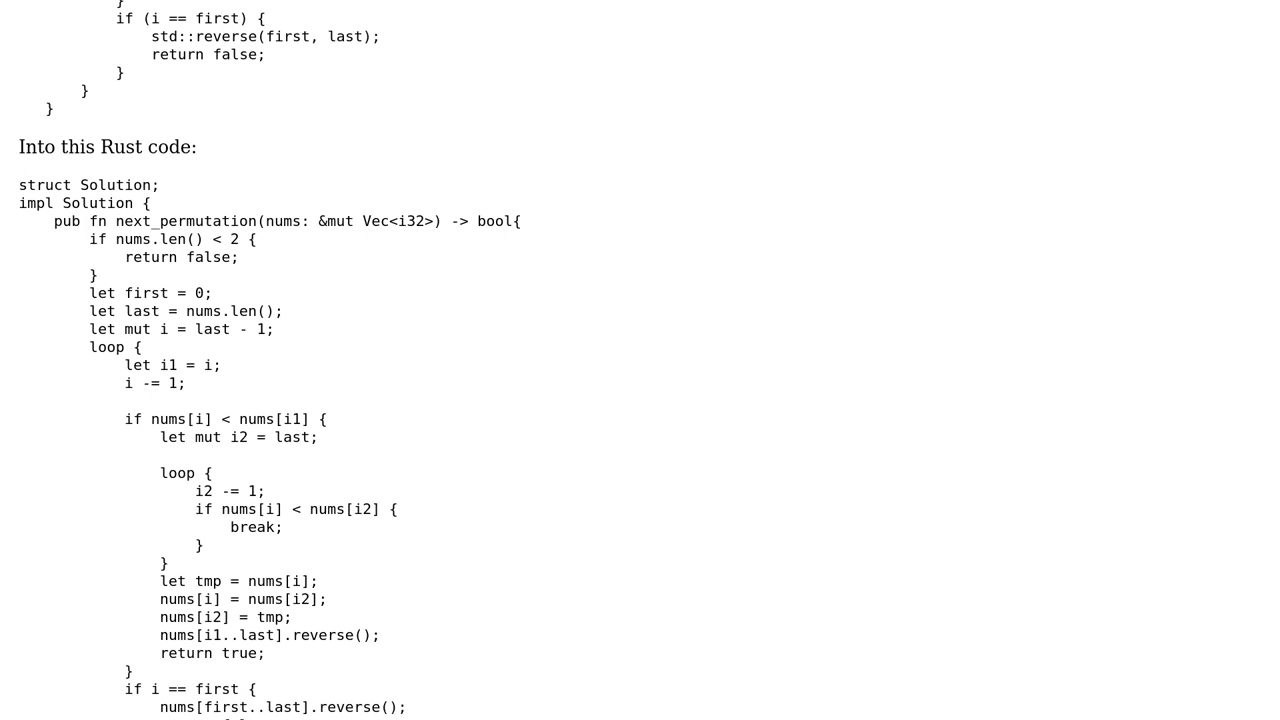 }
if (i == first) {
std::reverse(first, last);
return false;
}
}
}
Into this Rust code:
struct Solution;
impl Solution {
pub fn next_permutation(nums: &mut Vec<i32>) -> bool{
if nums.len() < 2 {
return false;
}
let first = 0;
let last = nums.len();
let mut i = last - 1;
loop {
let i1 = i;
i -= 1;
if nums[i] < nums[i1] {
let mut i2 = last;
loop {
i2 -= 1;
if nums[i] < nums[i2] {
break;
}
}
let tmp = nums[i];
nums[i] = nums[i2];
nums[i2] = tmp;
nums[i1..last].reverse();
return true;
}
if i == first {
nums[first..last].reverse();